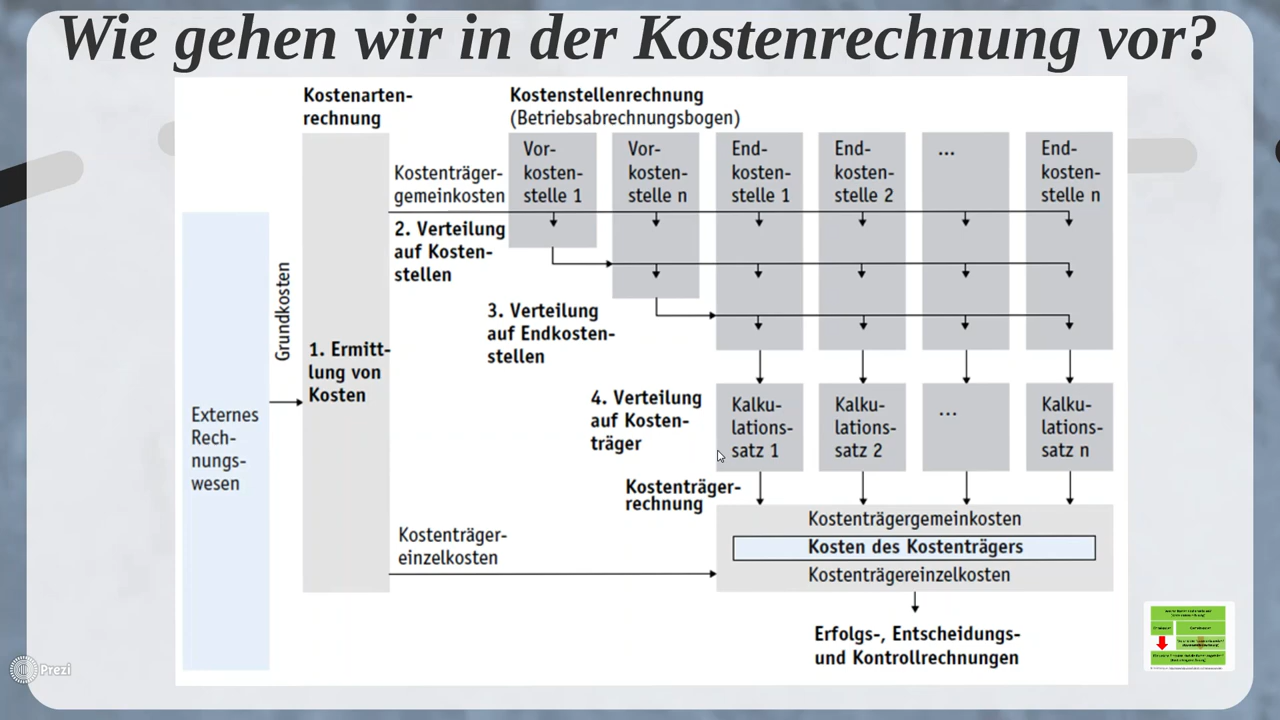 Wie gehen wir in der Kostenrechnung vor?
Kostenarten-
rechnung
Kostenstellenrechnung
(Betriebsabrechnungsbogen)
Kostenträger-
gemeinkosten
Vor-
kosten-
stelle 1
Vor-
kosten-
stelle n
End-
kosten-
stelle 1
End-
kosten-
stelle 2
...
End-
kosten-
stelle n
2. Verteilung
auf Kosten-
stellen
3. Verteilung
auf Endkosten-
stellen
Grundkosten
1. Ermitt-
lung von
Kosten
Externes
Rech-
nungs-
wesen
4. Verteilung
auf Kosten-
träger
Kalku-
lations-
satz 1
Kalku-
lations-
satz 2
...
Kalku-
lations-
satz n
Kostenträger-
rechnung
Kostenträger-
einzelkosten
Kostenträgergemeinkosten
Kosten des Kostenträgers
Kostenträgereinzelkosten
Erfolgs-, Entscheidungs-
und Kontrollrechnungen
Prezi